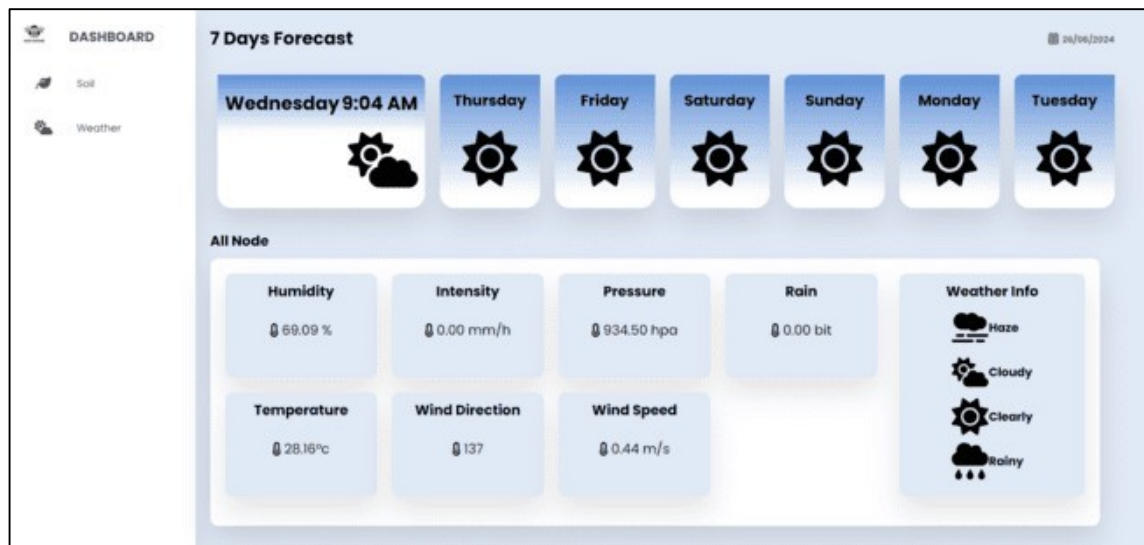 DASHBOARD
Soil
Weather
7 Days Forecast
26/06/2024
Wednesday 9:04 AM
Thursday
Friday
Saturday
Sunday
Monday
Tuesday
All Node
Humidity
69.09 %
Intensity
0.00 mm/h
Pressure
934.50 hpa
Rain
0.00 bit
Temperature
28.16°c
Wind Direction
137
Wind Speed
0.44 m/s
Weather Info
Haze
Cloudy
Clearly
Rainy